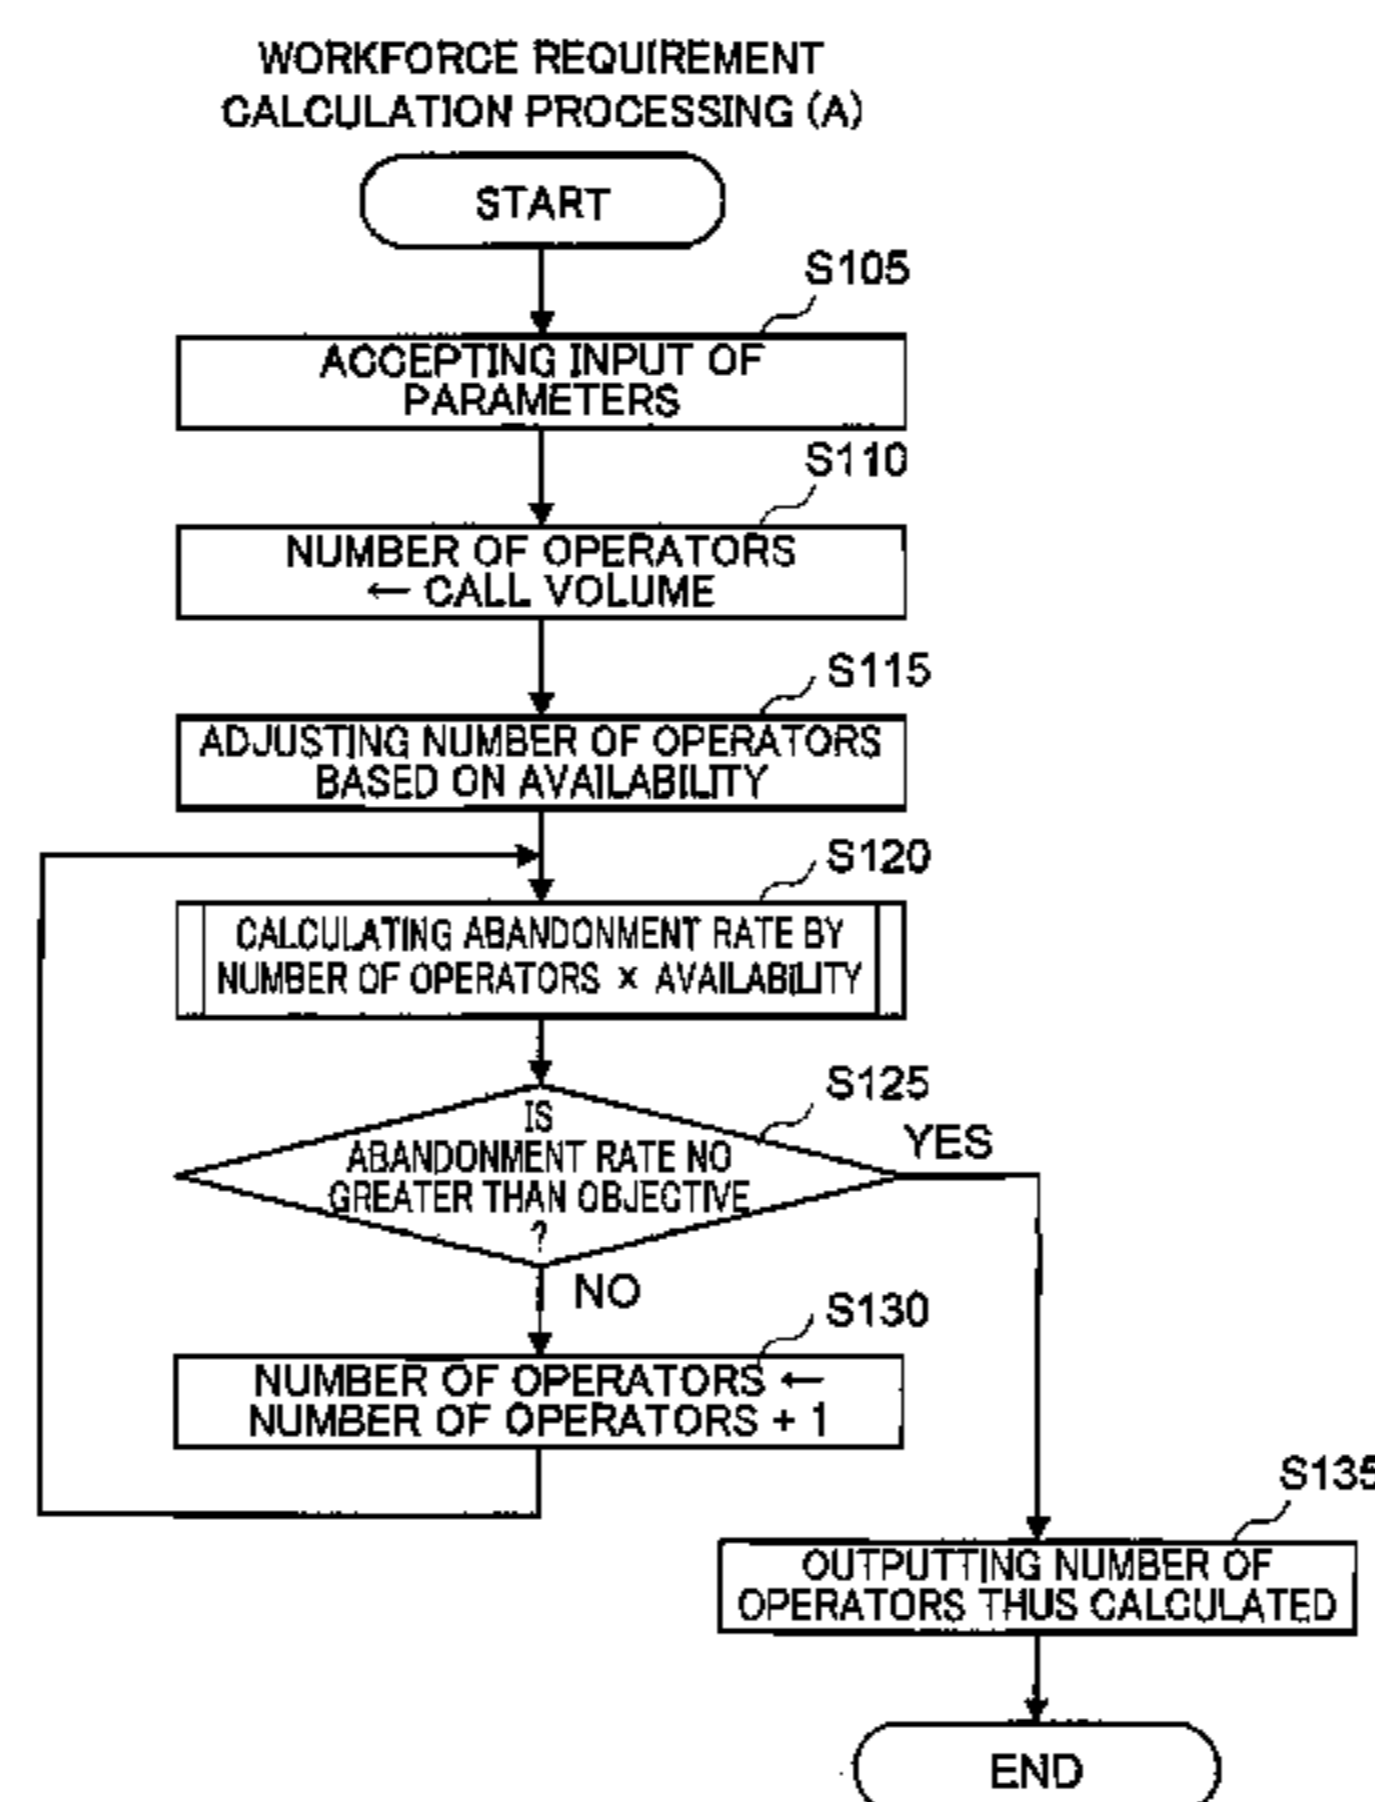 WORKFORCE REQUIREMENT
CALCULATION PROCESSING (A)
START
S105
ACCEPTING INPUT OF
PARAMETERS
S110
NUMBER OF OPERATORS
← CALL VOLUME
S115
ADJUSTING NUMBER OF OPERATORS
BASED ON AVAILABILITY
S120
CALCULATING ABANDONMENT RATE BY
NUMBER OF OPERATORS × AVAILABILITY
S125
IS
ABANDONMENT RATE NO
GREATER THAN OBJECTIVE
?
YES
NO
S130
NUMBER OF OPERATORS ←
NUMBER OF OPERATORS + 1
S135
OUTPUTTING NUMBER OF
OPERATORS THUS CALCULATED
END